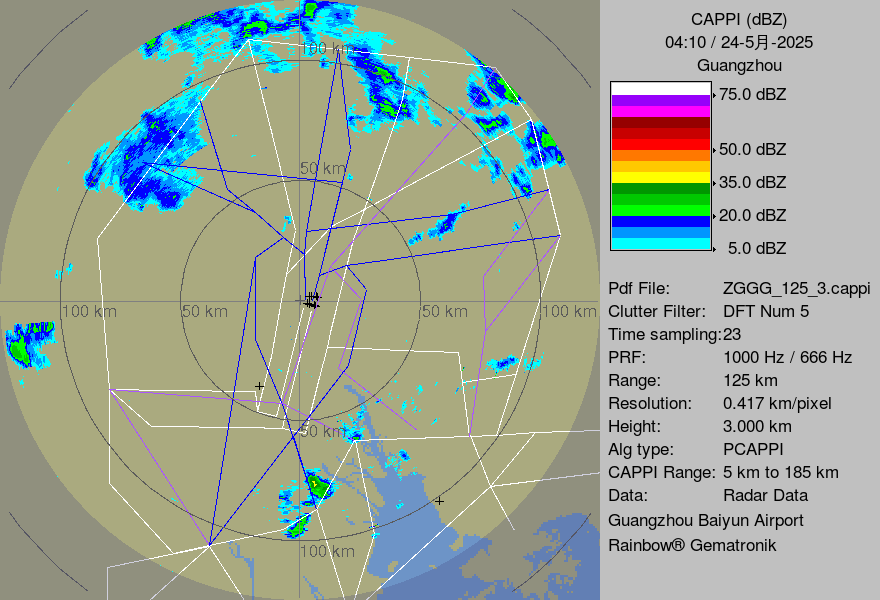 CAPPI (dBZ)
04:10 / 24-5月-2025
Guangzhou
75.0 dBZ
50.0 dBZ
35.0 dBZ
20.0 dBZ
5.0 dBZ
Pdf File: ZGGG_125_3.cappi
Clutter Filter: DFT Num 5
Time sampling:23
PRF: 1000 Hz / 666 Hz
Range: 125 km
Resolution: 0.417 km/pixel
Height: 3.000 km
Alg type: PCAPPI
CAPPI Range: 5 km to 185 km
Data: Radar Data
Guangzhou Baiyun Airport
Rainbow® Gematronik
100 km
50 km
100 km
50 km
50 km
100 km
50 km
100 km